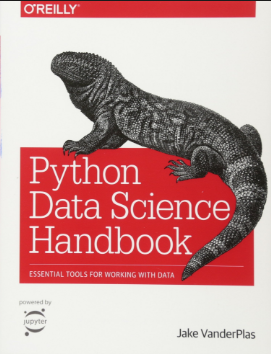 O'REILLY®
Python
Data Science
Handbook
ESSENTIAL TOOLS FOR WORKING WITH DATA
powered by
jupyter
Jake VanderPlas